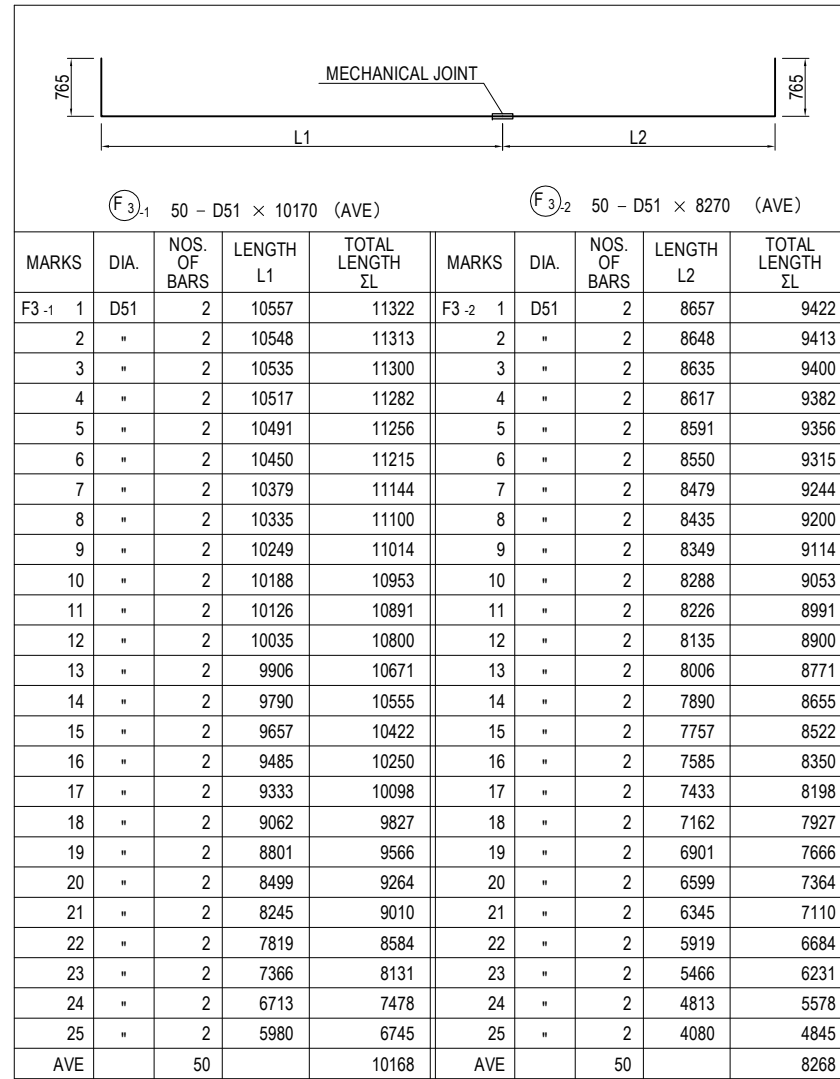 765
MECHANICAL JOINT
765
L1
L2
F 3 -1 50 – D51 × 10170 (AVE)
F 3 -2 50 – D51 × 8270 (AVE)
MARKS DIA. NOS. OF BARS LENGTH L1 TOTAL LENGTH ΣL MARKS DIA. NOS. OF BARS LENGTH L2 TOTAL LENGTH ΣL
F3 -1 1 D51 2 10557 11322 F3 -2 1 D51 2 8657 9422
2 " 2 10548 11313 2 " 2 8648 9413
3 " 2 10535 11300 3 " 2 8635 9400
4 " 2 10517 11282 4 " 2 8617 9382
5 " 2 10491 11256 5 " 2 8591 9356
6 " 2 10450 11215 6 " 2 8550 9315
7 " 2 10379 11144 7 " 2 8479 9244
8 " 2 10335 11100 8 " 2 8435 9200
9 " 2 10249 11014 9 " 2 8349 9114
10 " 2 10188 10953 10 " 2 8288 9053
11 " 2 10126 10891 11 " 2 8226 8991
12 " 2 10035 10800 12 " 2 8135 8900
13 " 2 9906 10671 13 " 2 8006 8771
14 " 2 9790 10555 14 " 2 7890 8655
15 " 2 9657 10422 15 " 2 7757 8522
16 " 2 9485 10250 16 " 2 7585 8350
17 " 2 9333 10098 17 " 2 7433 8198
18 " 2 9062 9827 18 " 2 7162 7927
19 " 2 8801 9566 19 " 2 6901 7666
20 " 2 8499 9264 20 " 2 6599 7364
21 " 2 8245 9010 21 " 2 6345 7110
22 " 2 7819 8584 22 " 2 5919 6684
23 " 2 7366 8131 23 " 2 5466 6231
24 " 2 6713 7478 24 " 2 4813 5578
25 " 2 5980 6745 25 " 2 4080 4845
AVE 50 10168 AVE 50 8268